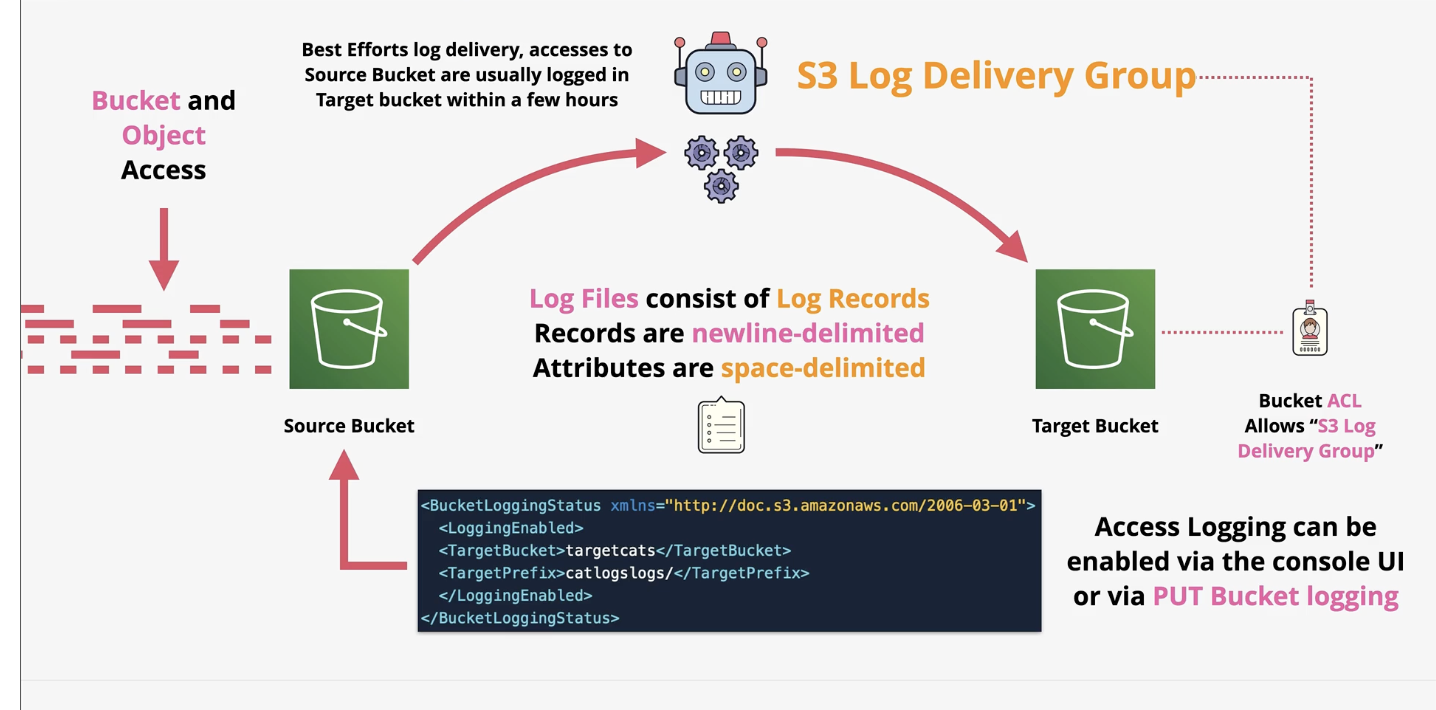 Best Efforts log delivery, accesses to
Source Bucket are usually logged in
Target bucket within a few hours
S3 Log Delivery Group
Bucket and
Object
Access
Log Files consist of Log Records
Records are newline-delimited
Attributes are space-delimited
Source Bucket
Target Bucket
Bucket ACL
Allows “S3 Log
Delivery Group”
<BucketLoggingStatus xmlns="http://doc.s3.amazonaws.com/2006-03-01">
<LoggingEnabled>
<TargetBucket>targetcats</TargetBucket>
<TargetPrefix>catlogslogs/</TargetPrefix>
</LoggingEnabled>
</BucketLoggingStatus>
Access Logging can be
enabled via the console UI
or via PUT Bucket logging